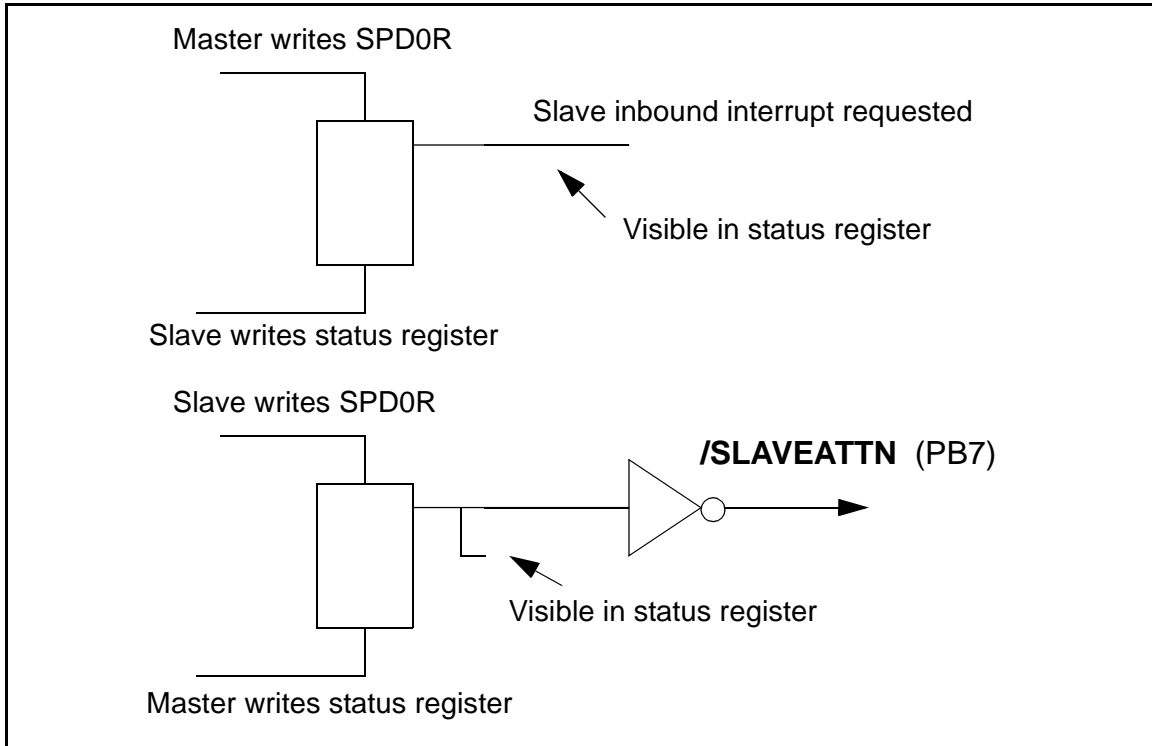 Master writes SPD0R
Slave inbound interrupt requested
Visible in status register
Slave writes status register
Slave writes SPD0R
/SLAVEATTN (PB7)
Visible in status register
Master writes status register